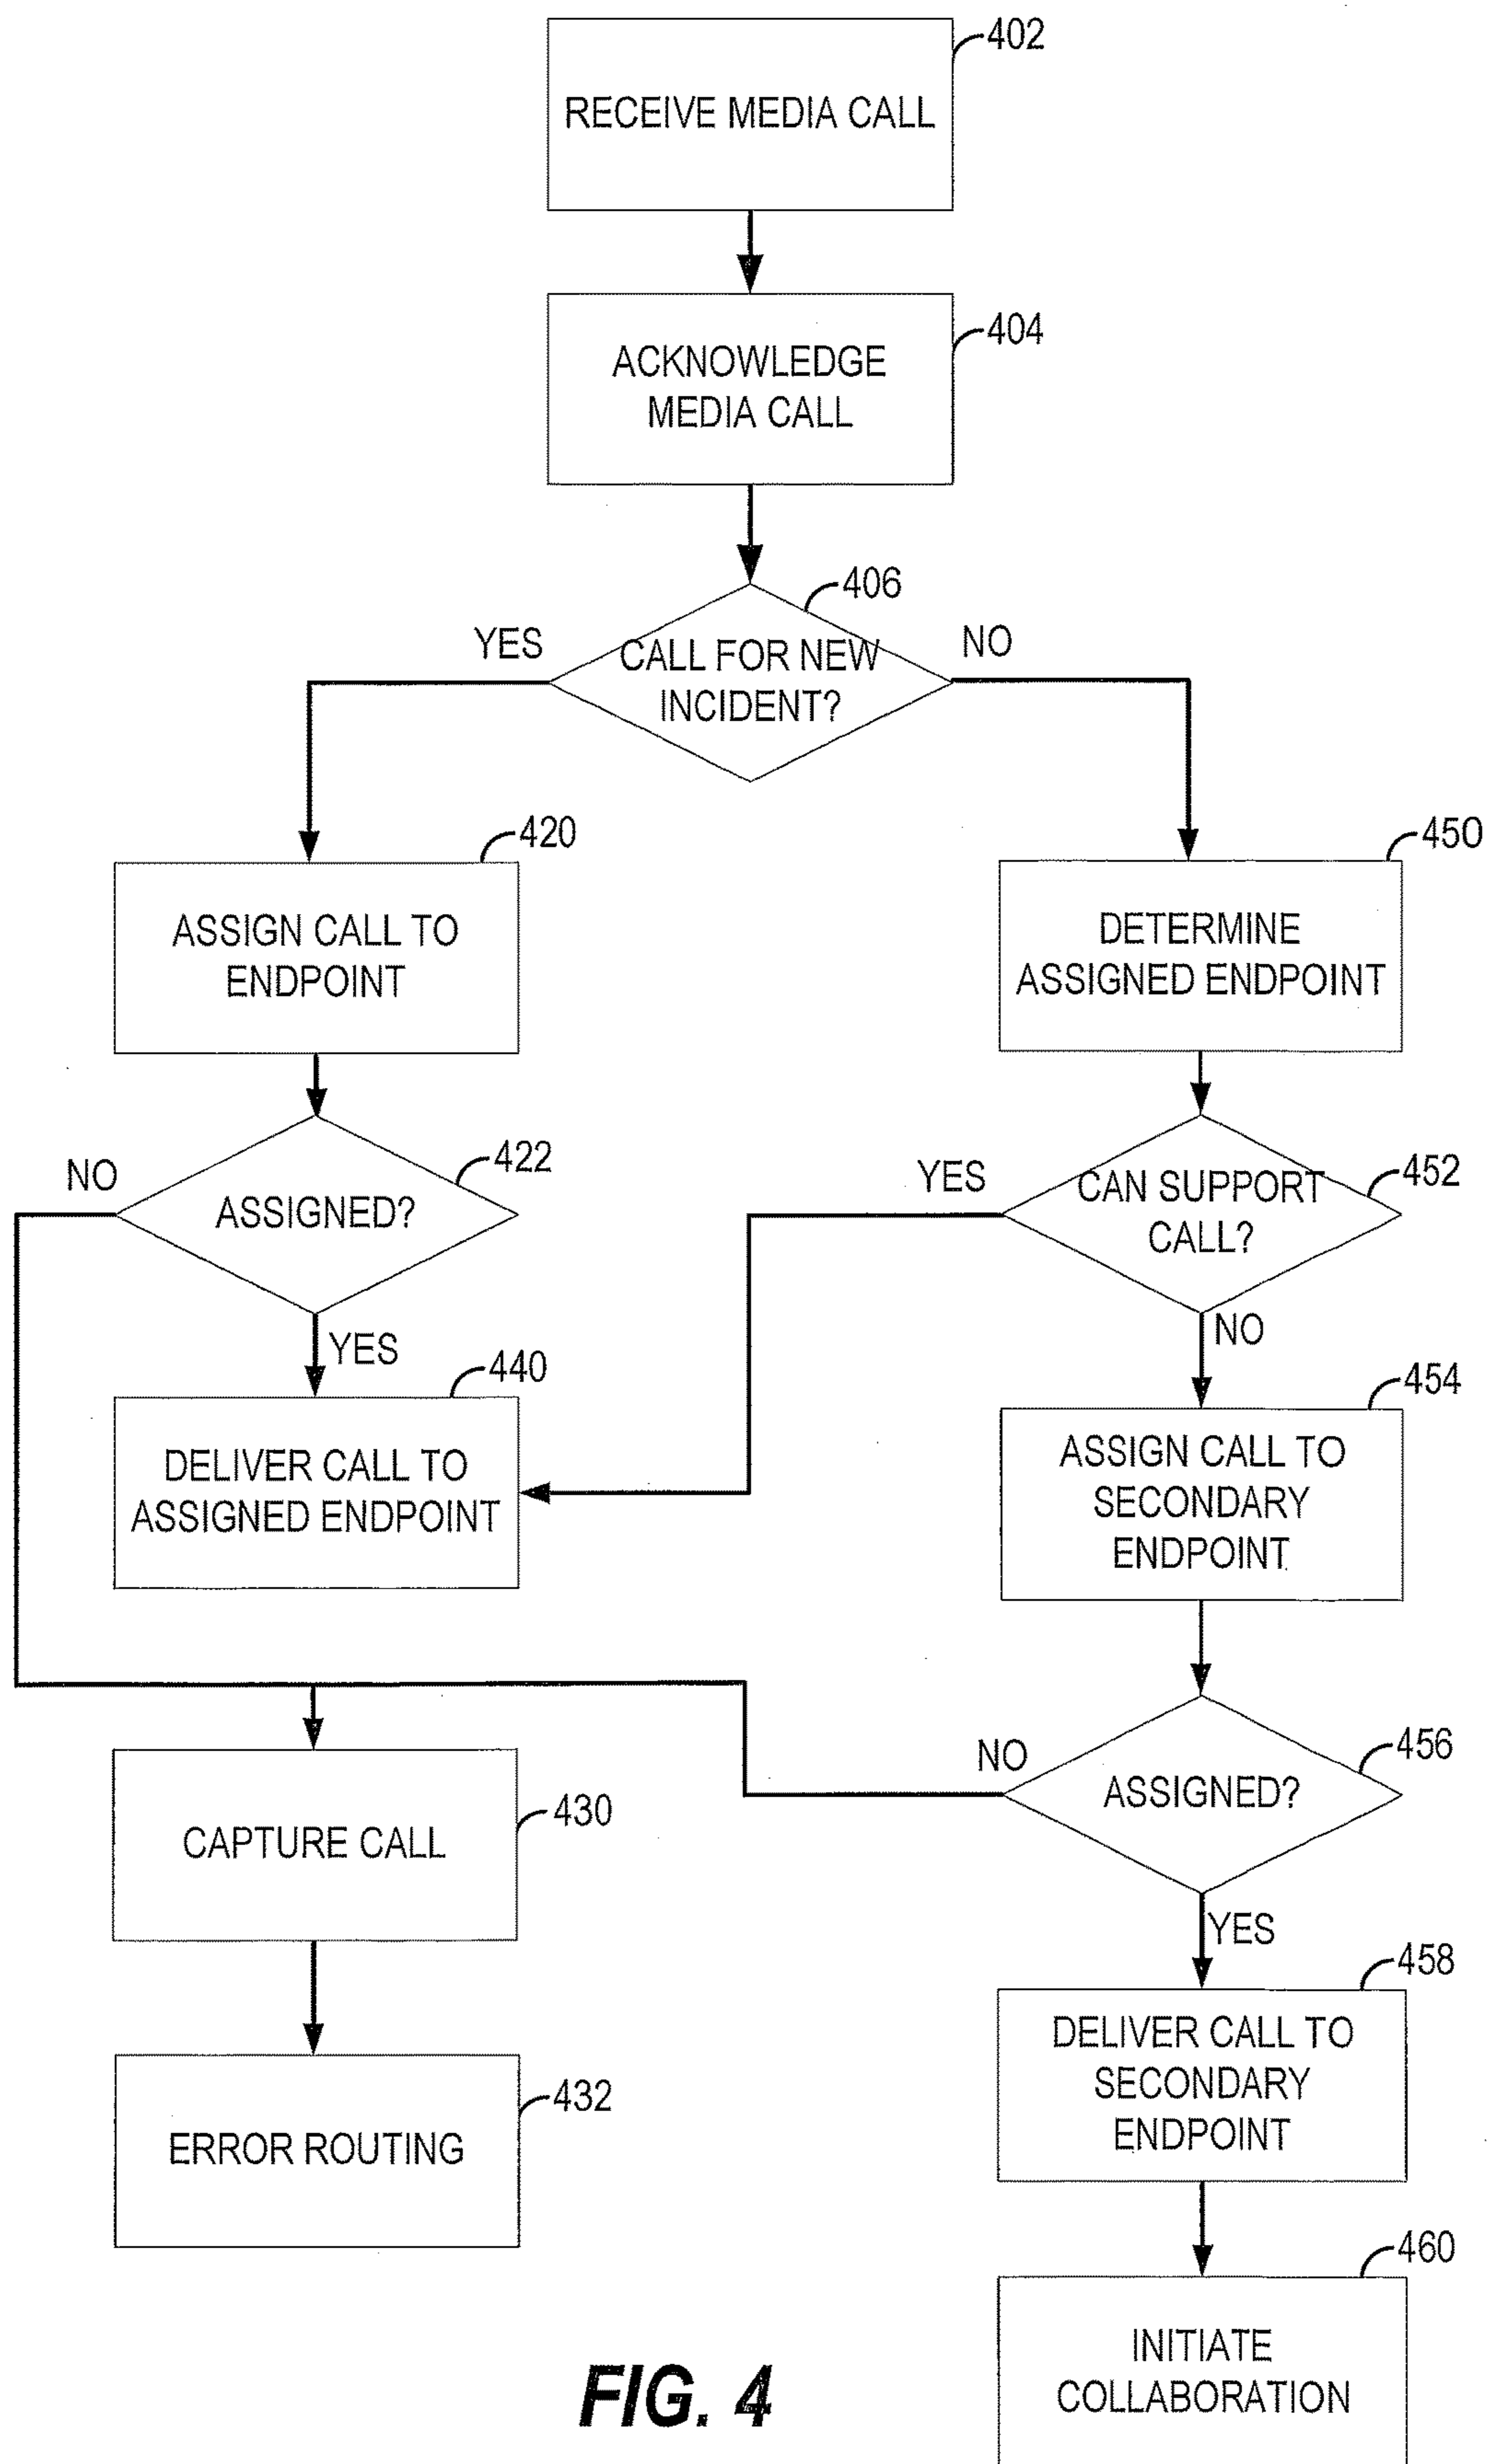 402
RECEIVE MEDIA CALL
404
ACKNOWLEDGE
MEDIA CALL
406
YES
CALL FOR NEW
INCIDENT?
NO
420
ASSIGN CALL TO
ENDPOINT
450
DETERMINE
ASSIGNED ENDPOINT
NO
422
ASSIGNED?
YES
YES
452
CAN SUPPORT
CALL?
NO
440
DELIVER CALL TO
ASSIGNED ENDPOINT
454
ASSIGN CALL TO
SECONDARY
ENDPOINT
NO
456
ASSIGNED?
YES
430
CAPTURE CALL
458
DELIVER CALL TO
SECONDARY
ENDPOINT
432
ERROR ROUTING
460
INITIATE
COLLABORATION
FIG. 4